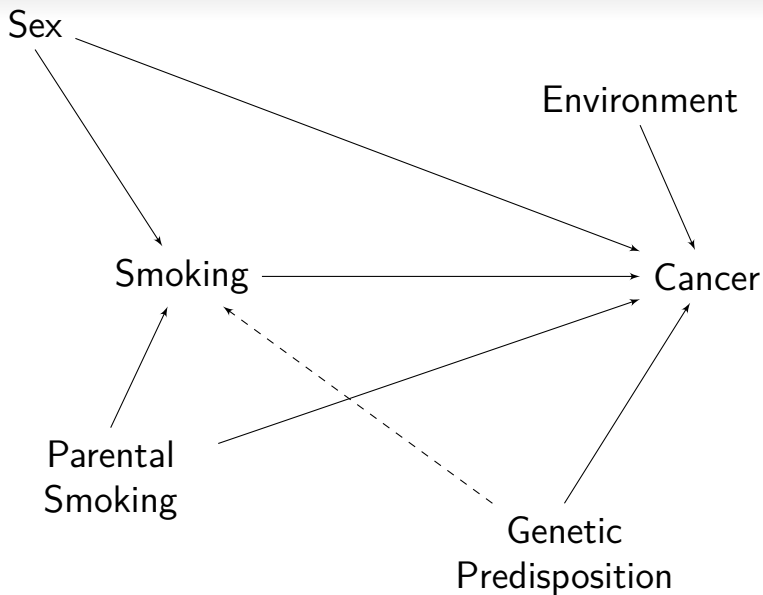 Sex
Environment
Smoking
Cancer
Parental
Smoking
Genetic
Predisposition